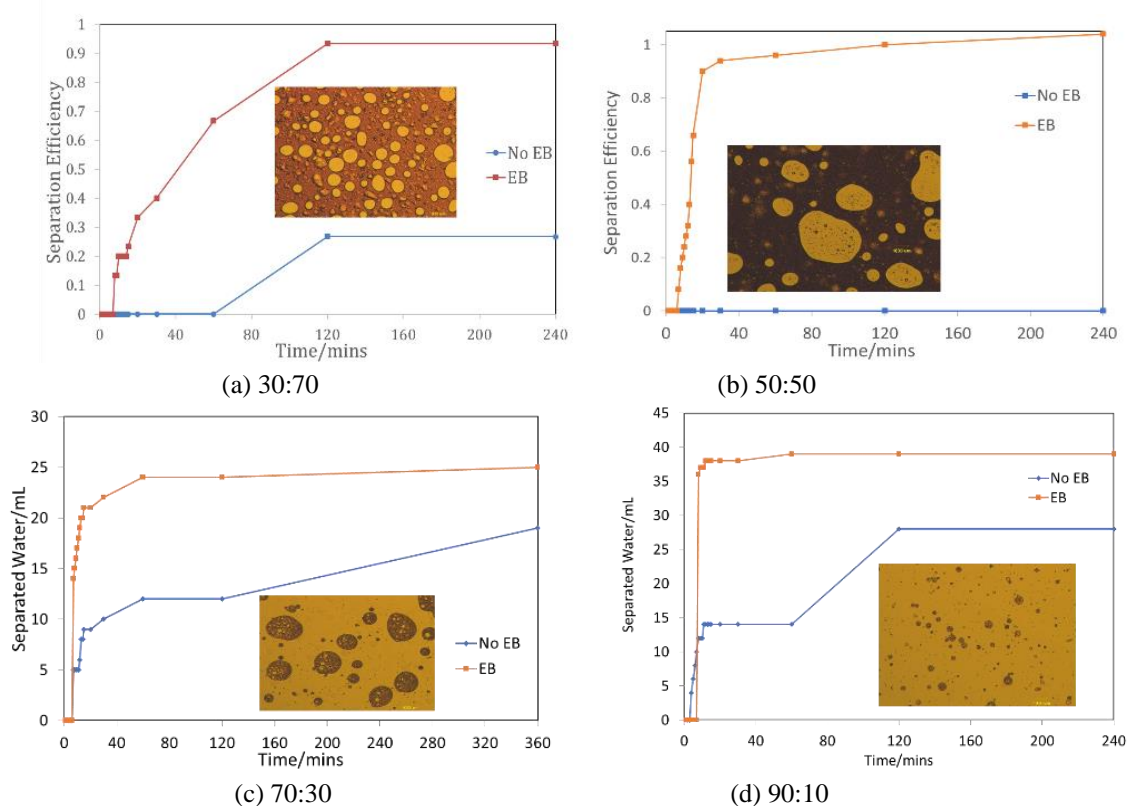 1
0.9
0.8
0.7
0.6
0.5
0.4
0.3
0.2
0.1
0
Separation Efficiency
0 40 80 120 160 200 240
Time/mins
No EB
EB
(a) 30:70
1
0.8
0.6
0.4
0.2
0
Separation Efficiency
0 40 80 120 160 200 240
Time/mins
No EB
EB
(b) 50:50
30
25
20
15
10
5
0
Separated Water/mL
0 40 80 120 160 200 240 280 320 360
Time/mins
No EB
EB
(c) 70:30
45
40
35
30
25
20
15
10
5
0
Separated Water/mL
0 40 80 120 160 200 240
Time/mins
No EB
EB
(d) 90:10